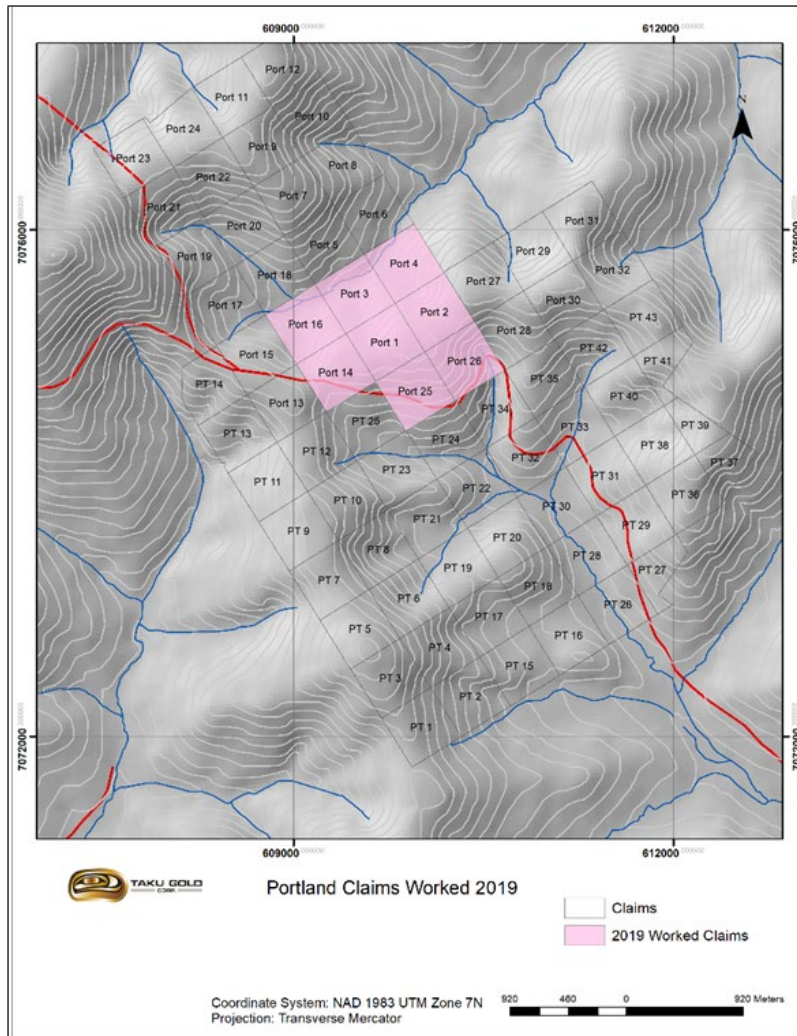 609000
612000
Port 12
Port 11
Port 10
Port 24
Port 9
Port 23
Port 8
Port 22
Port 7
Port 21
Port 6
Port 20
Port 31
7076000
7076000
Port 5
Port 19
Port 29
Port 4
Port 32
Port 18
Port 27
Port 3
Port 17
Port 30
Port 2
PT 43
Port 16
Port 28
Port 1
PT 42
Port 15
Port 26
PT 41
Port 14
PT 35
PT 14
Port 25
PT 40
Port 13
PT 34
PT 25
PT 39
PT 33
PT 13
PT 24
PT 38
PT 12
PT 32
PT 37
PT 23
PT 31
PT 11
PT 22
PT 36
PT 10
PT 30
PT 21
PT 29
PT 9
PT 20
PT 8
PT 28
PT 19
PT 27
PT 7
PT 18
PT 6
PT 26
PT 17
PT 5
PT 16
PT 4
PT 15
PT 3
PT 2
PT 1
7072000
7072000
609000
612000
TAKU GOLD
CORP.
Portland Claims Worked 2019
Claims
2019 Worked Claims
Coordinate System: NAD 1983 UTM Zone 7N
Projection: Transverse Mercator
920 460 0 920 Meters